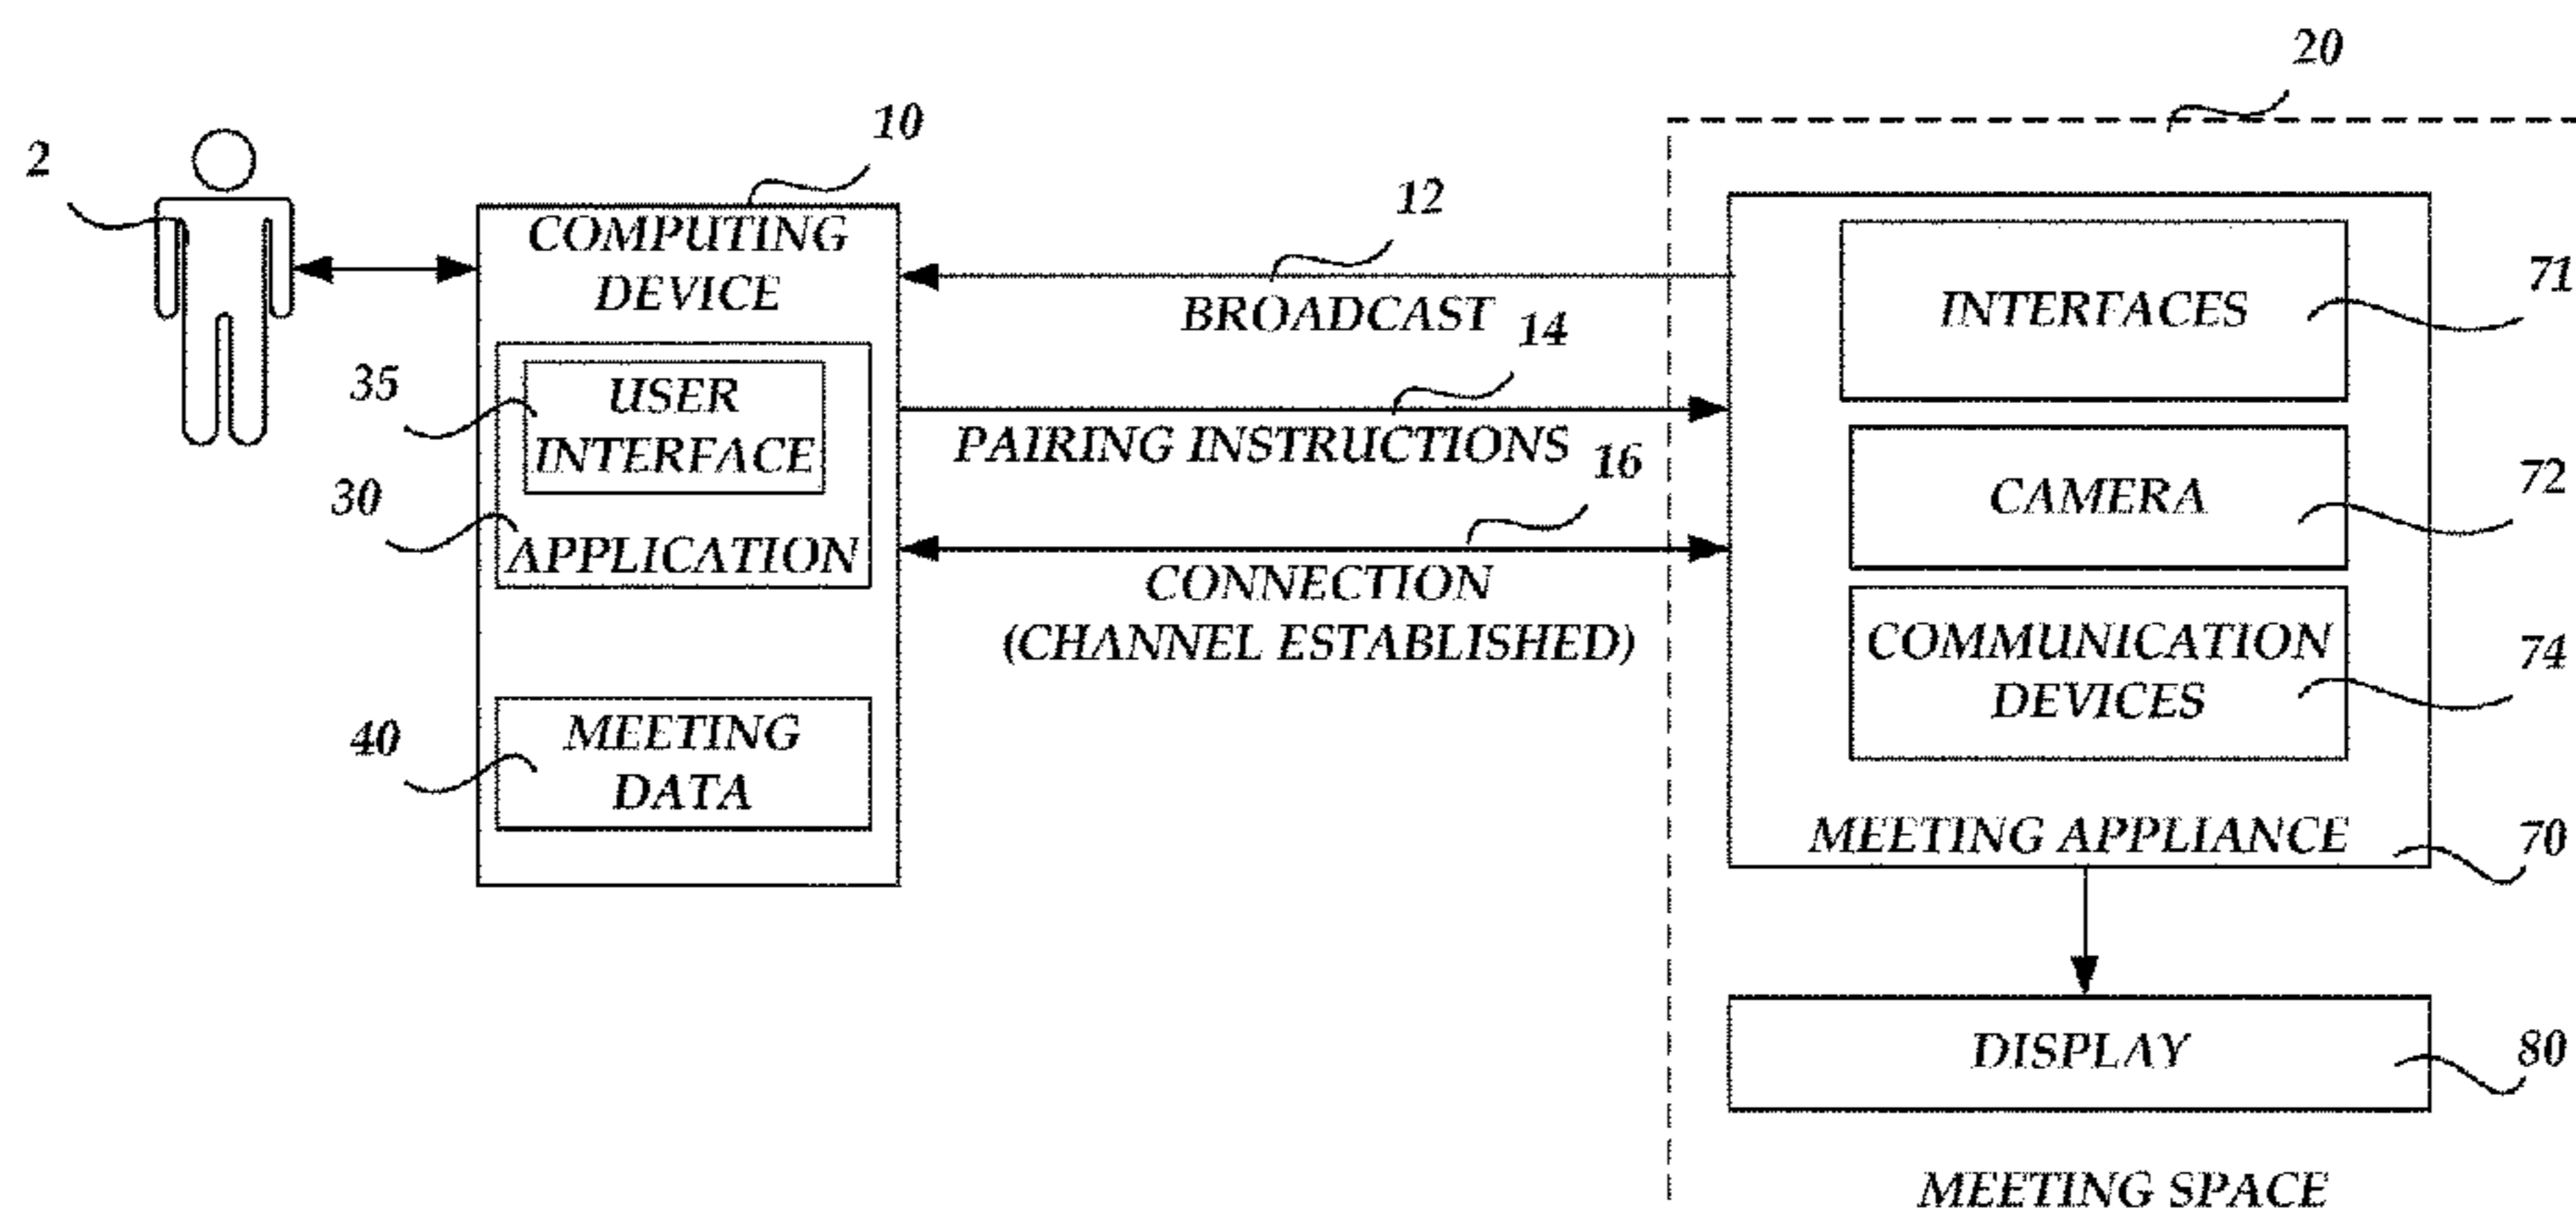 20
2
10
COMPUTING
DEVICE
12
BROADCAST
INTERFACES
71
35
USER
INTERFACE
14
PAIRING INSTRUCTIONS
CAMERA
72
30
APPLICATION
16
CONNECTION
(CHANNEL ESTABLISHED)
COMMUNICATION
DEVICES
74
40
MEETING
DATA
MEETING APPLIANCE
70
DISPLAY
80
MEETING SPACE